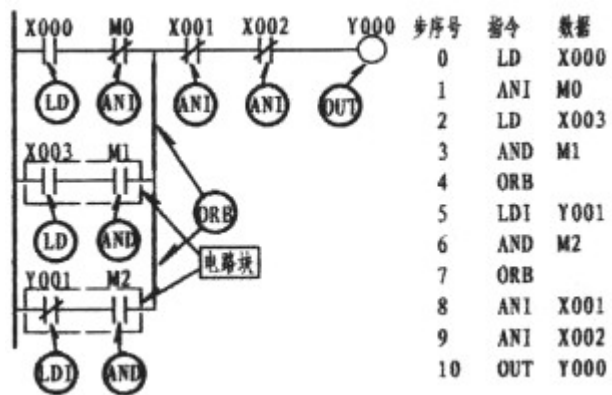 X000 M0 X001 X002 Y000
LD ANI ANI ANI OUT
X003 M1
LD AND
ORB
电路块
Y001 M2
LDI AND
步序号 指令 数据
0 LD X000
1 ANI M0
2 LD X003
3 AND M1
4 ORB
5 LDI Y001
6 AND M2
7 ORB
8 ANI X001
9 ANI X002
10 OUT Y000